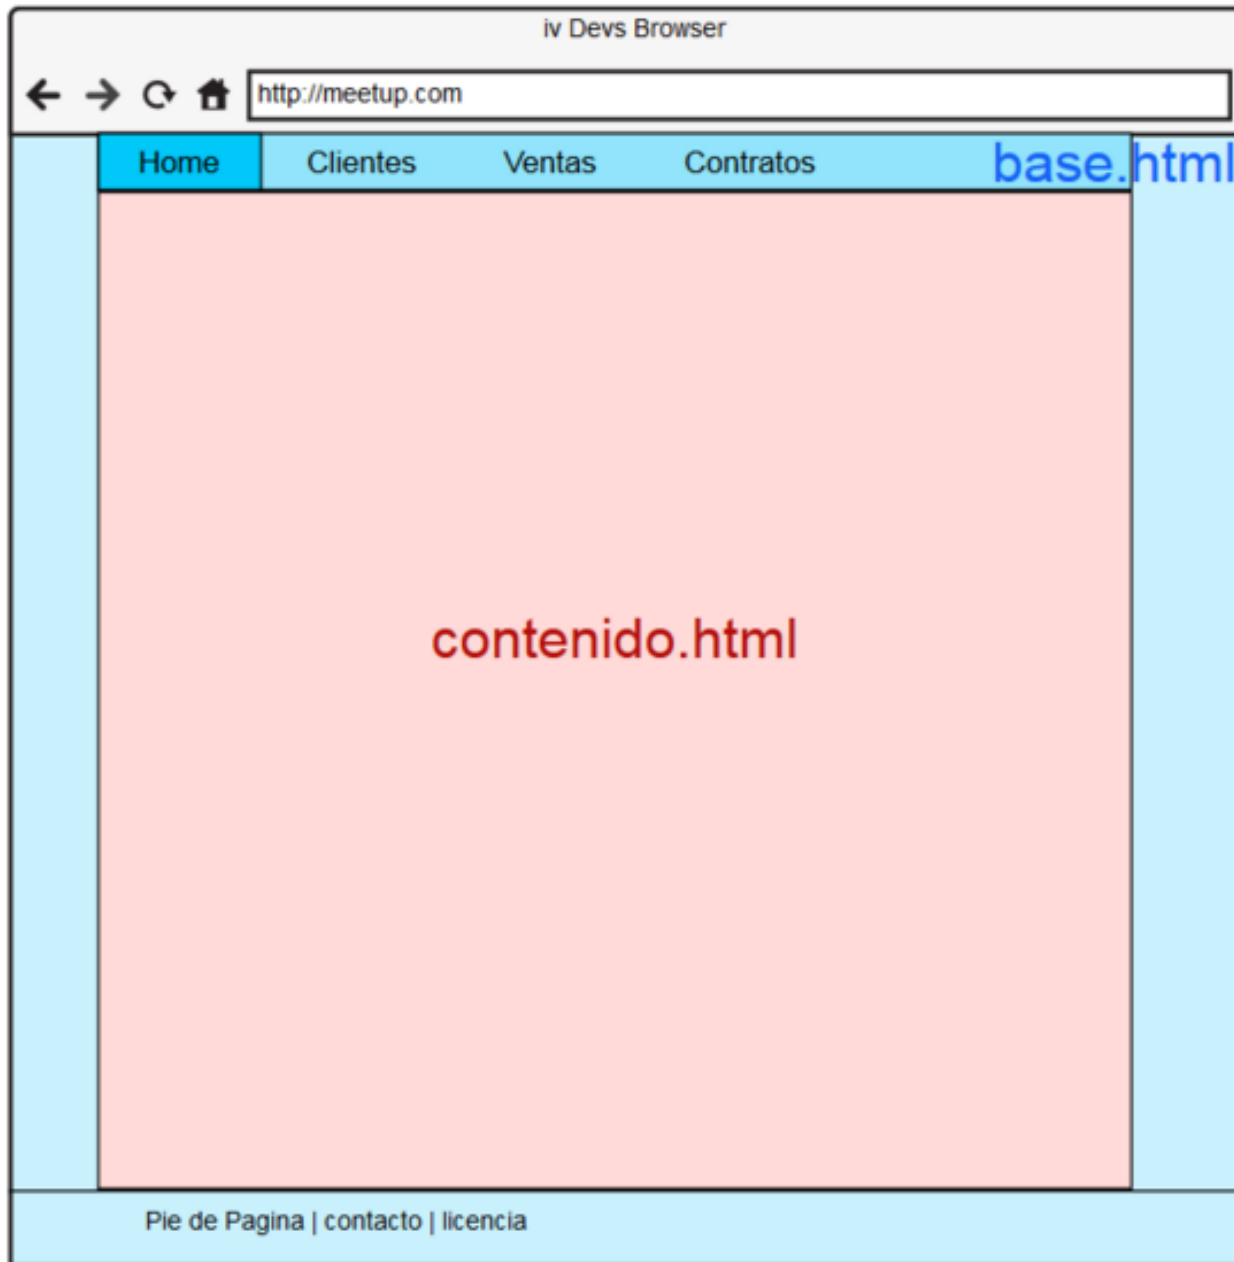 iv Devs Browser
http://meetup.com
Home Clientes Ventas Contratos base.html
contenido.html
Pie de Pagina | contacto | licencia